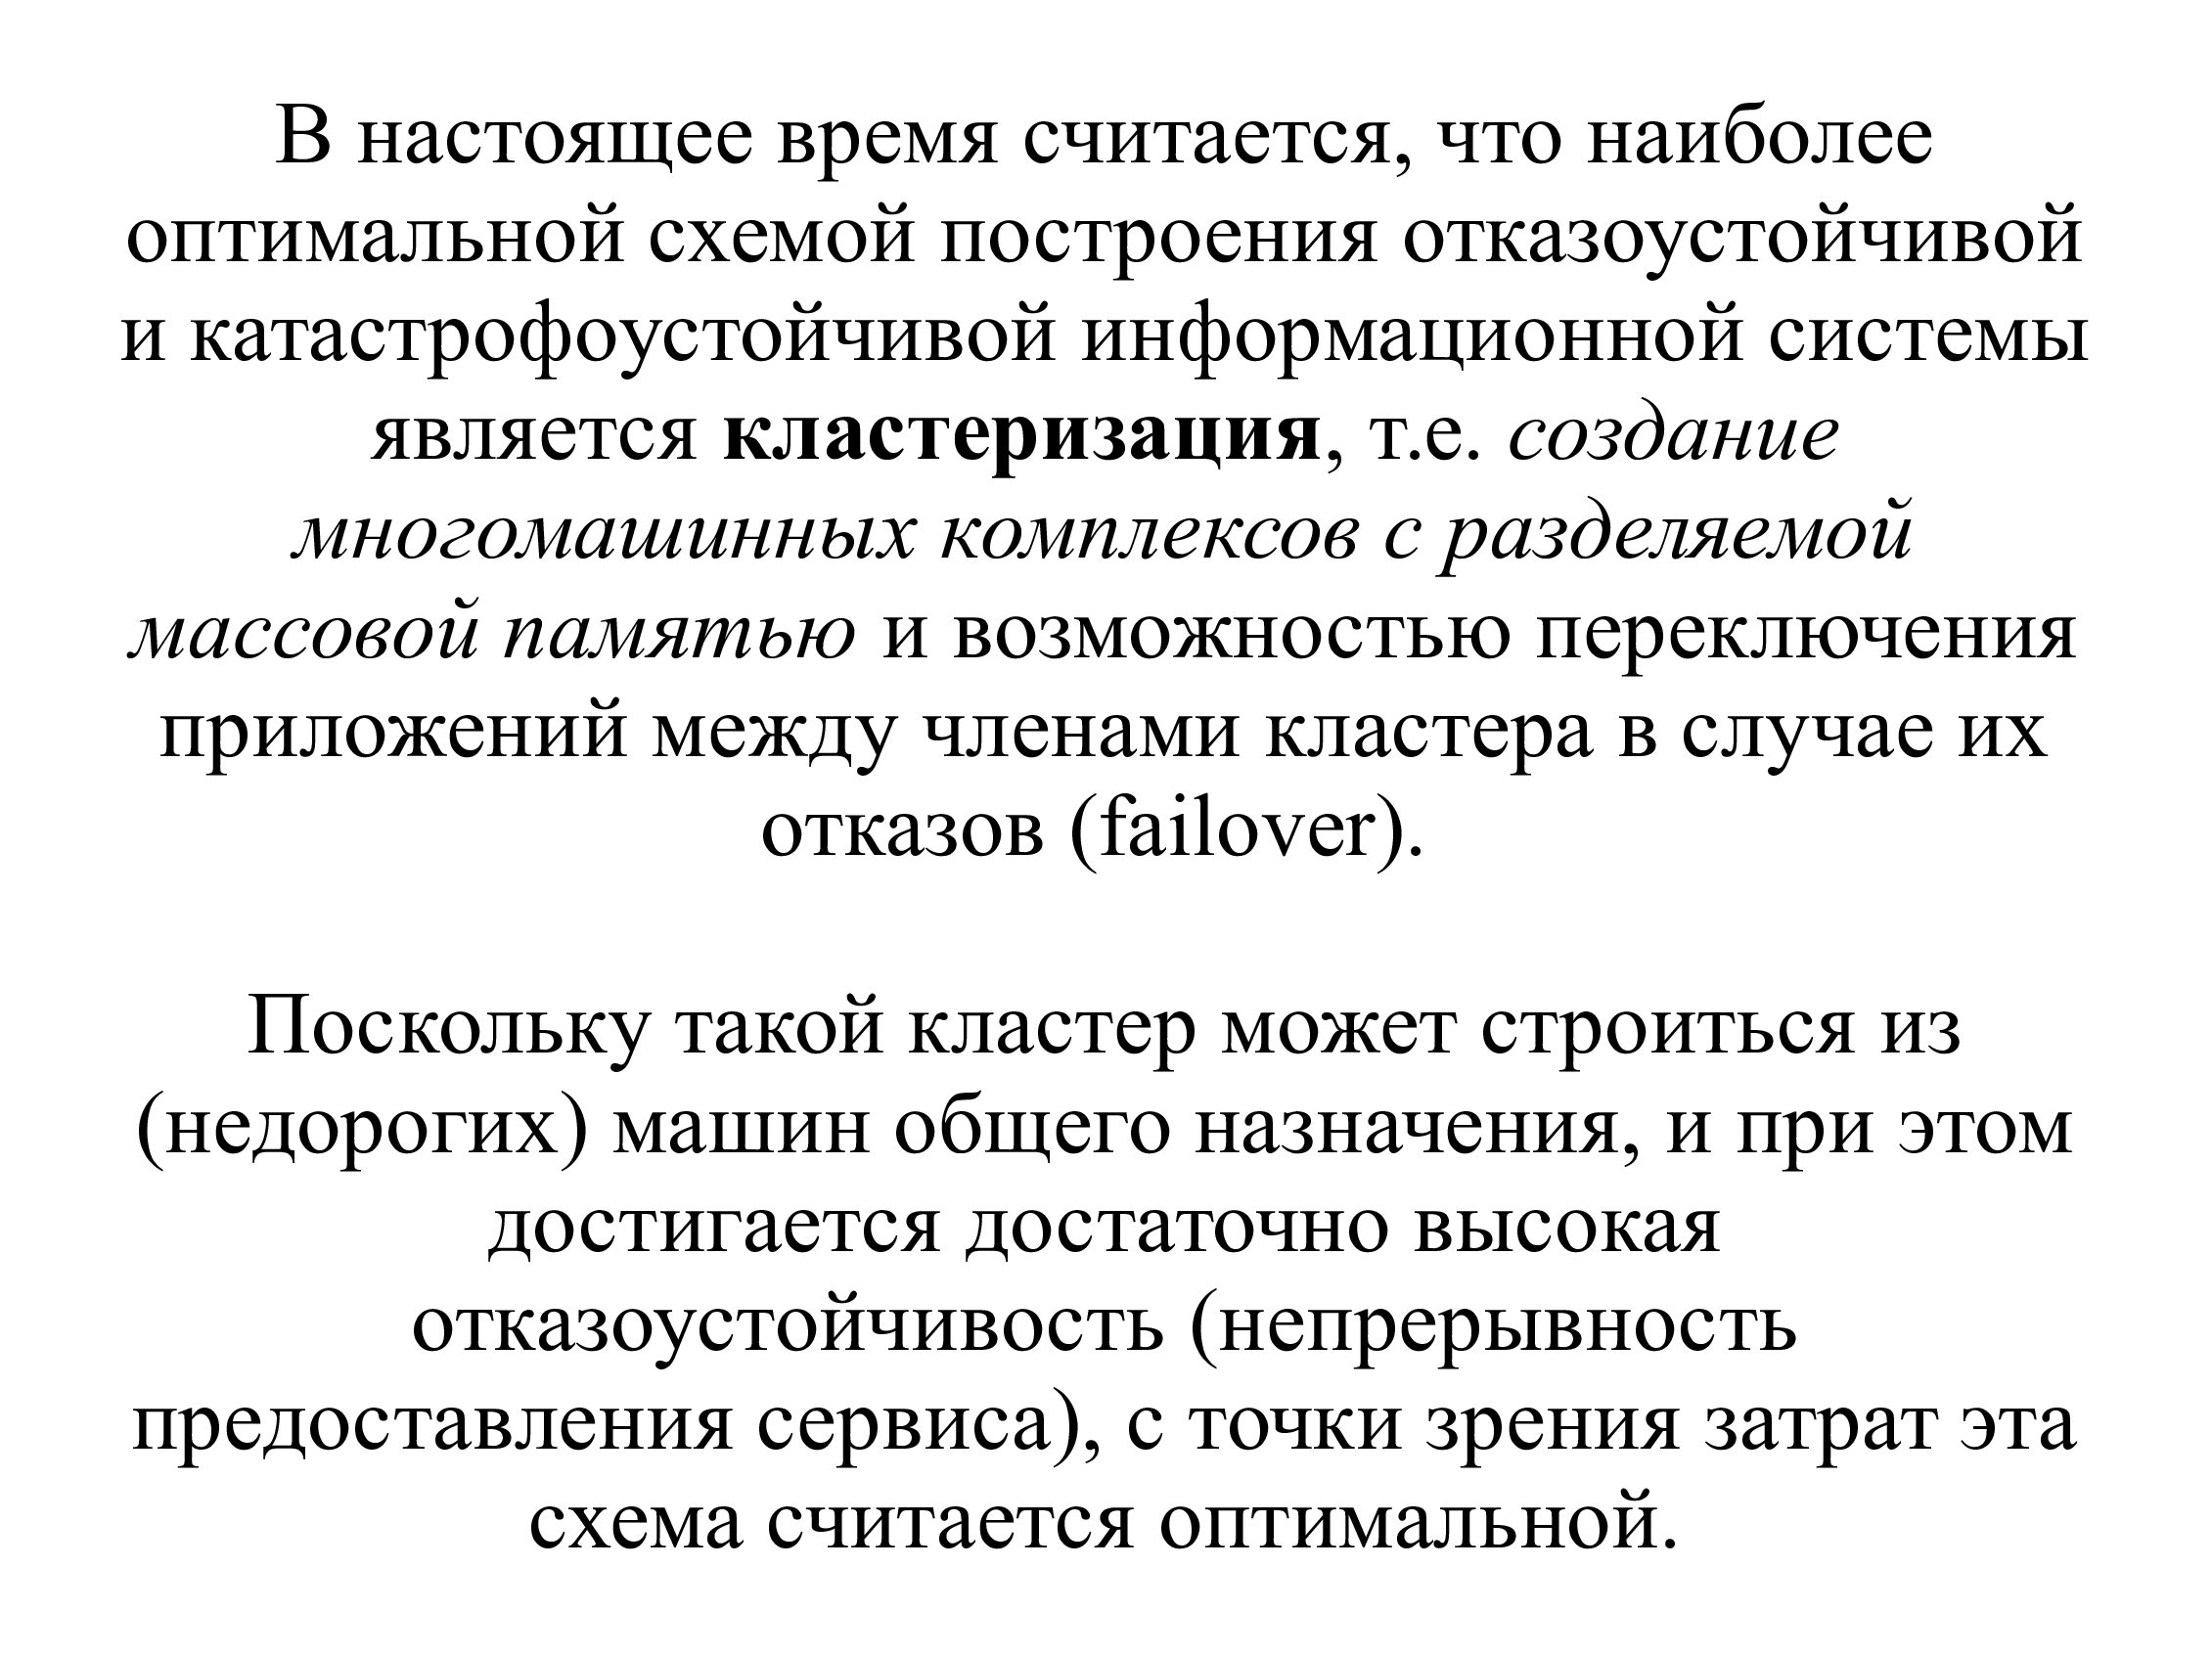 В настоящее время считается, что наиболее
оптимальной схемой построения отказоустойчивой
и катастрофоустойчивой информационной системы
является кластеризация, т.е. создание
многомашинных комплексов с разделяемой
массовой памятью и возможностью переключения
приложений между членами кластера в случае их
отказов (failover).
Поскольку такой кластер может строиться из
(недорогих) машин общего назначения, и при этом
достигается достаточно высокая
отказоустойчивость (непрерывность
предоставления сервиса), с точки зрения затрат эта
схема считается оптимальной.